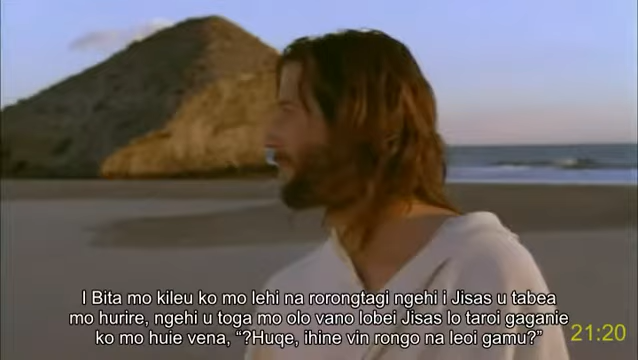 I Bita mo kileu ko mo lehi na rorongtagi ngehi i Jisas u tabea
mo hurire, ngehi u toga mo olo vano lobei Jisas lo taroi gaganie
ko mo huie vena, “?Huqe, ihine vin rongo na leoi gamu?”
21:20